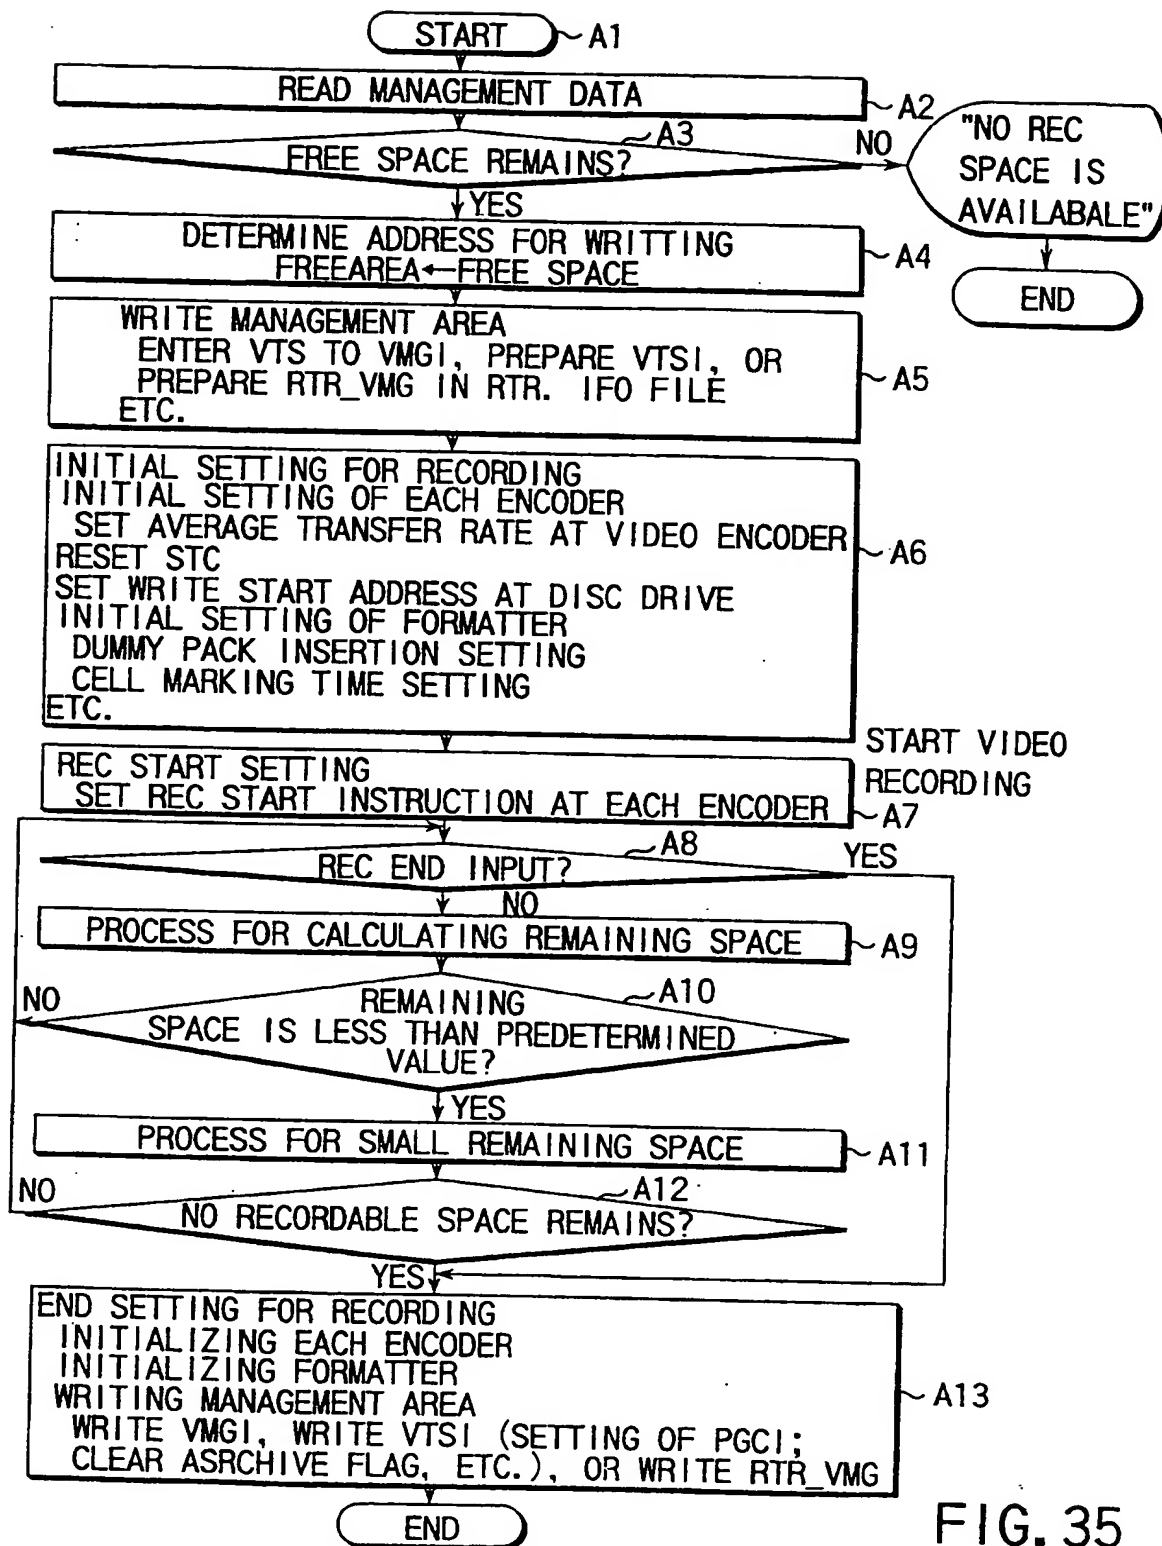 START
A1
READ MANAGEMENT DATA
A2
A3
FREE SPACE REMAINS?
NO
"NO REC
SPACE IS
AVAILABALE"
END
YES
DETERMINE ADDRESS FOR WRITTING
FREEAREA←FREE SPACE
A4
WRITE MANAGEMENT AREA
ENTER VTS TO VMGI, PREPARE VTSI, OR
PREPARE RTR_VMG IN RTR. IFO FILE
ETC.
A5
INITIAL SETTING FOR RECORDING
INITIAL SETTING OF EACH ENCODER
SET AVERAGE TRANSFER RATE AT VIDEO ENCODER
RESET STC
SET WRITE START ADDRESS AT DISC DRIVE
INITIAL SETTING OF FORMATTER
DUMMY PACK INSERTION SETTING
CELL MARKING TIME SETTING
ETC.
A6
START VIDEO
RECORDING
REC START SETTING
SET REC START INSTRUCTION AT EACH ENCODER
A7
A8
REC END INPUT?
YES
NO
PROCESS FOR CALCULATING REMAINING SPACE
A9
A10
NO
REMAINING
SPACE IS LESS THAN PREDETERMINED
VALUE?
YES
PROCESS FOR SMALL REMAINING SPACE
A11
A12
NO
NO RECORDABLE SPACE REMAINS?
YES
END SETTING FOR RECORDING
INITIALIZING EACH ENCODER
INITIALIZING FORMATTER
WRITING MANAGEMENT AREA
WRITE VMGI, WRITE VTSI (SETTING OF PGCI;
CLEAR ASRCHIVE FLAG, ETC.), OR WRITE RTR_VMG
A13
END
FIG. 35